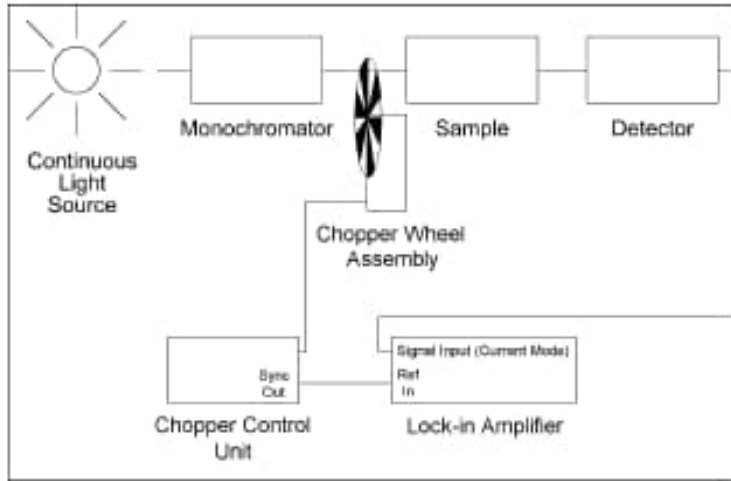 Monochromator
Sample
Detector
Continuous
Light
Source
Chopper Wheel
Assembly
Signal Input (Current Mode)
Sync
Out
Ref
In
Chopper Control
Unit
Lock-in Amplifier